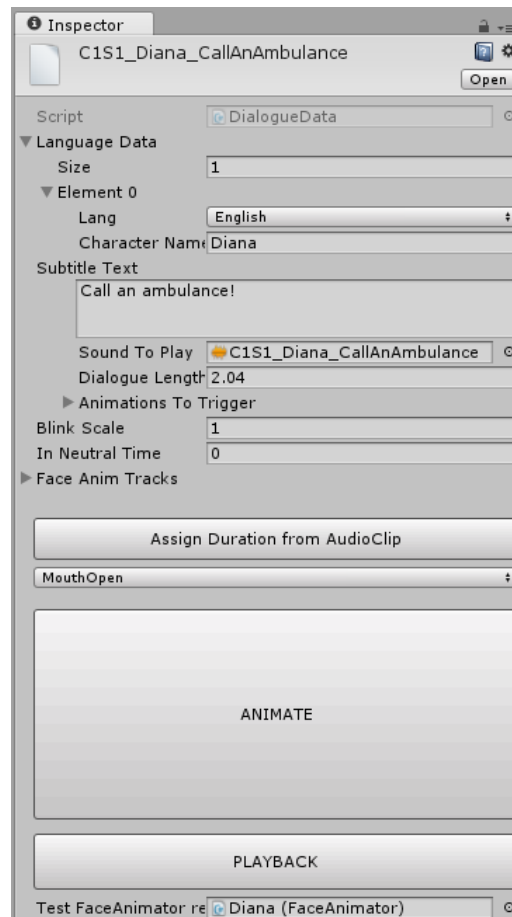 Inspector
C1S1_Diana_CallAnAmbulance
Open
Script DialogueData
Language Data
Size 1
Element 0
Lang English
Character Name Diana
Subtitle Text
Call an ambulance!
Sound To Play C1S1_Diana_CallAnAmbulance
Dialogue Length 2.04
Animations To Trigger
Blink Scale 1
In Neutral Time 0
Face Anim Tracks
Assign Duration from AudioClip
MouthOpen
ANIMATE
PLAYBACK
Test FaceAnimator re Diana (FaceAnimator)